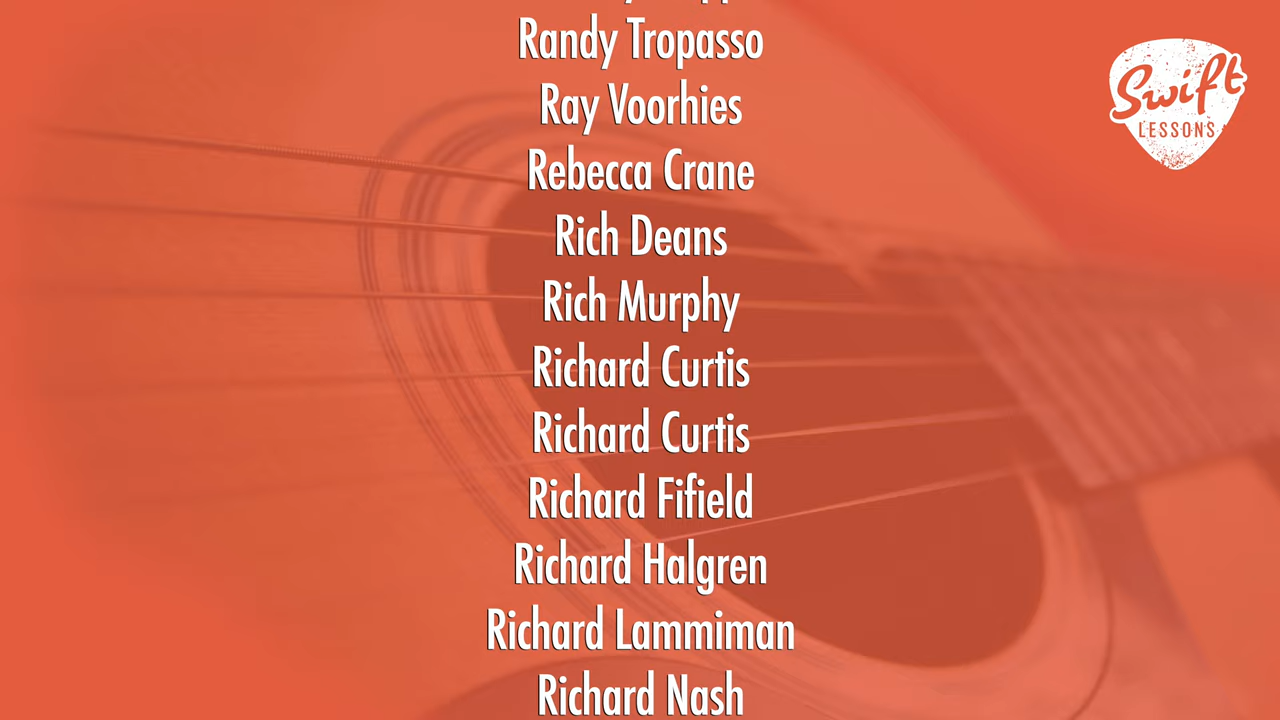 Randy Tropasso
Ray Voorhies
Rebecca Crane
Rich Deans
Rich Murphy
Richard Curtis
Richard Curtis
Richard Fifield
Richard Halgren
Richard Lammiman
Richard Nash
Swift
LESSONS